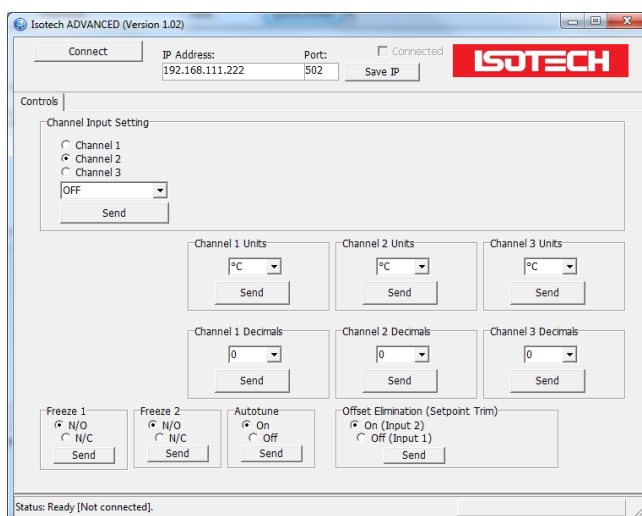 Isotech ADVANCED (Version 1.02)
Connect
IP Address:
Port:
Connected
192.168.111.222
502
Save IP
ISOTECH
Controls
Channel Input Setting
Channel 1
Channel 2
Channel 3
OFF
Send
Channel 1 Units
Channel 2 Units
Channel 3 Units
°C
°C
°C
Send
Send
Send
Channel 1 Decimals
Channel 2 Decimals
Channel 3 Decimals
0
0
0
Send
Send
Send
Freeze 1
Freeze 2
Autotune
Offset Elimination (Setpoint Trim)
N/O
N/O
On
On (Input 2)
N/C
N/C
Off
Off (Input 1)
Send
Send
Send
Send
Status: Ready [Not connected].